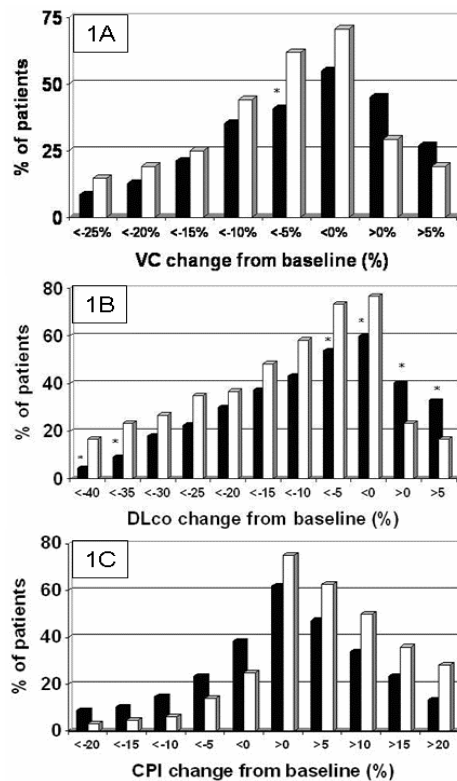 1A
75
50
25
0
% of patients
*
<-25% <-20% <-15% <-10% <-5% <0% >0% >5%
VC change from baseline (%)
1B
80
60
40
20
0
% of patients
* * * * * *
<-40 <-35 <-30 <-25 <-20 <-15 <-10 <-5 <0 >0 >5
DLco change from baseline (%)
1C
80
60
40
20
0
% of patients
<-20 <-15 <-10 <-5 <0 >0 >5 >10 >15 >20
CPI change from baseline (%)